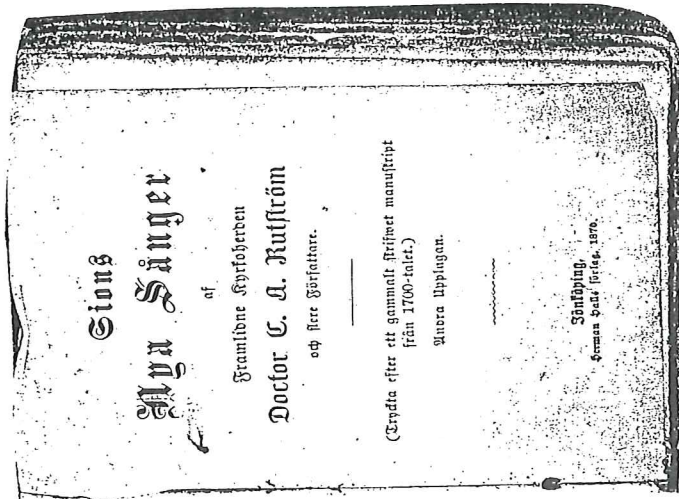 Sions
Nya Sånger
af
Framlidne Kyrkoherden
Doctor C. A. Rutström
och flere Författare.
(Tryckta efter ett gammalt skrifwet manuskript
från 1700-talet.)
Andra Upplagan.
Jönköping,
Herman Halls förlag, 1870.